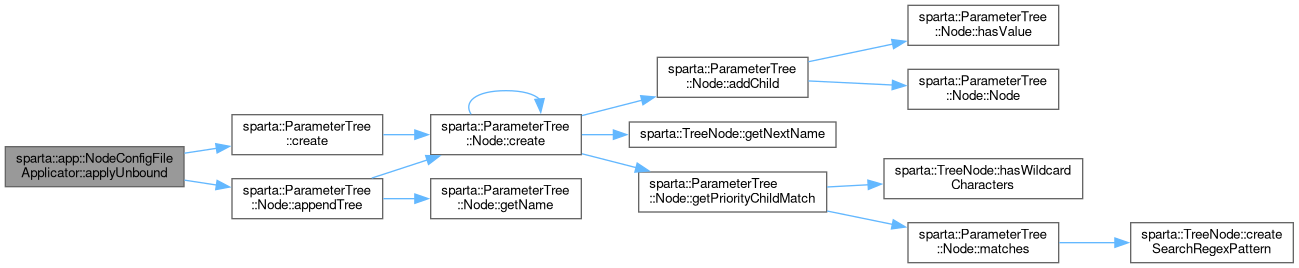 sparta::app::NodeConfigFile
Applicator::applyUnbound
sparta::ParameterTree
::create
sparta::ParameterTree
::Node::appendTree
sparta::ParameterTree
::Node::create
sparta::ParameterTree
::Node::getName
sparta::ParameterTree
::Node::addChild
sparta::TreeNode::getNextName
sparta::ParameterTree
::Node::getPriorityChildMatch
sparta::ParameterTree
::Node::hasValue
sparta::ParameterTree
::Node::Node
sparta::TreeNode::hasWildcard
Characters
sparta::ParameterTree
::Node::matches
sparta::TreeNode::create
SearchRegexPattern